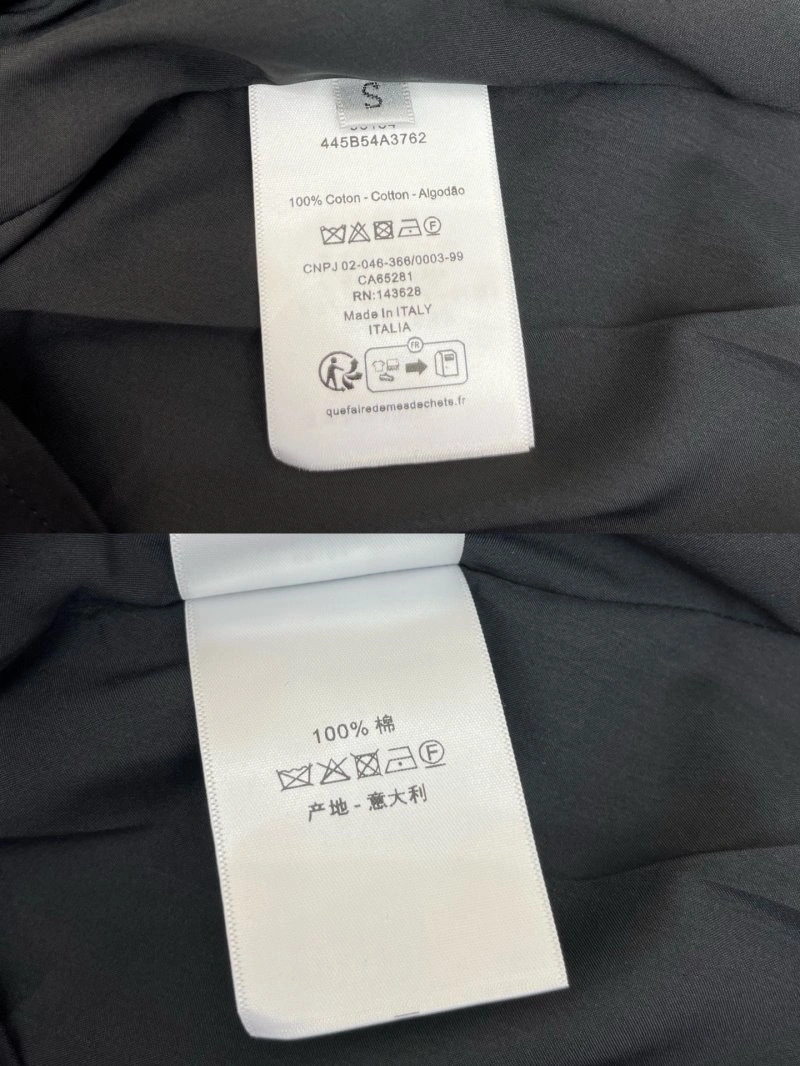 S
445B54A3762
100% Coton - Cotton - Algodão
F
CNPJ 02-046-366/0003-99
CA65281
RN:143628
Made In ITALY
ITALIA
FR
quefairedemesdechets.fr
100% 棉
F
产地 - 意大利